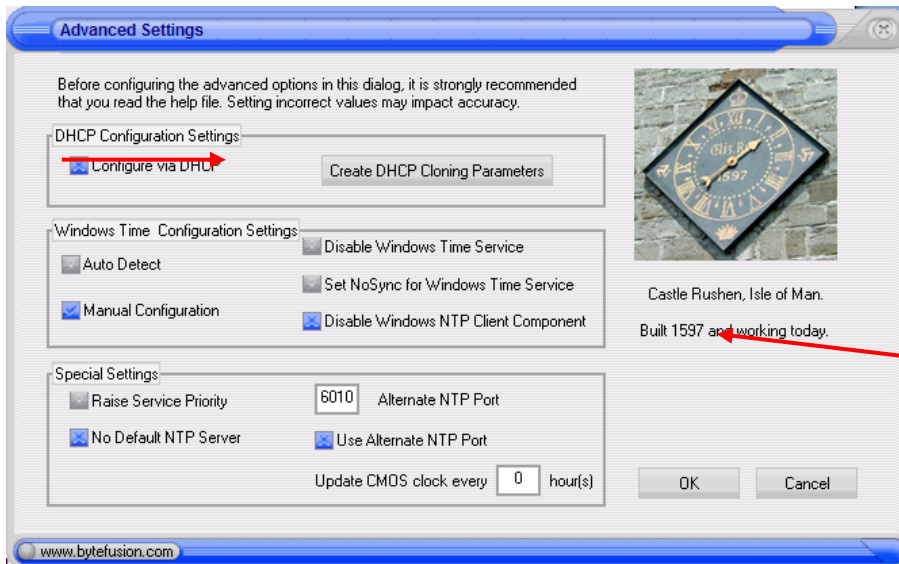 Advanced Settings
Before configuring the advanced options in this dialog, it is strongly recommended
that you read the help file. Setting incorrect values may impact accuracy.
DHCP Configuration Settings
Configure via DHCP
Create DHCP Cloning Parameters
Windows Time Configuration Settings
Auto Detect
Manual Configuration
Disable Windows Time Service
Set NoSync for Windows Time Service
Disable Windows NTP Client Component
Special Settings
Raise Service Priority
No Default NTP Server
6010 Alternate NTP Port
Use Alternate NTP Port
Update CMOS clock every 0 hour(s)
1597
Castle Rushen, Isle of Man.
Built 1597 and working today.
OK
Cancel
www.bytefusion.com